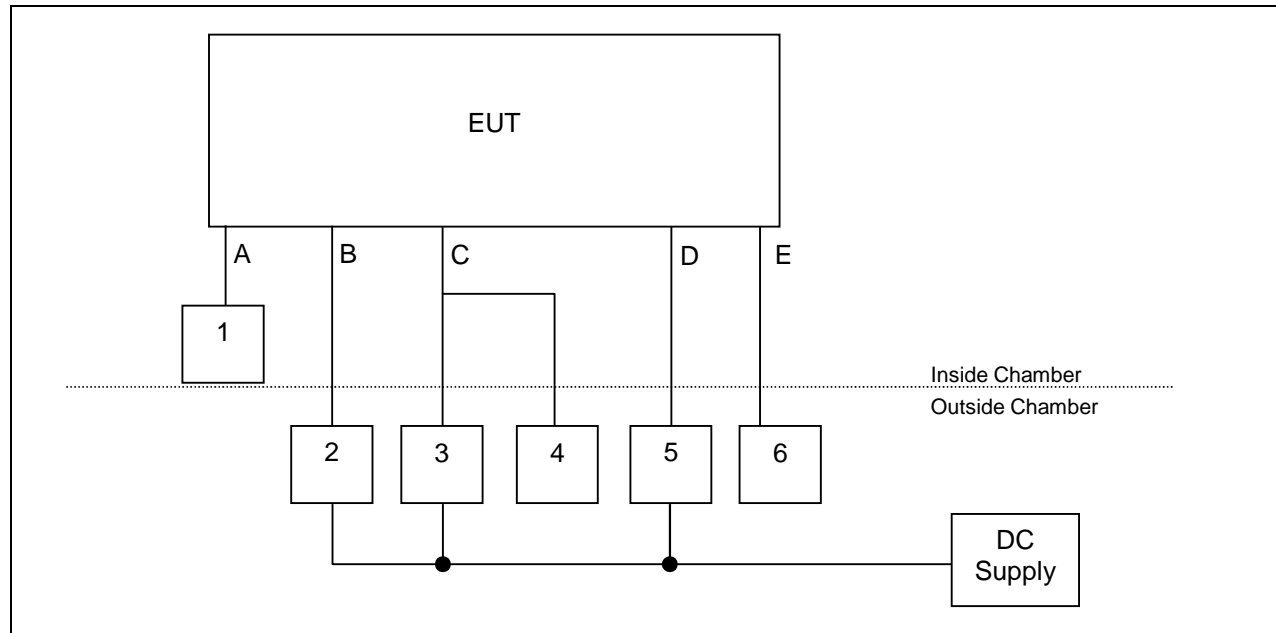 EUT
A B C D E
1
Inside Chamber
Outside Chamber
2 3 4 5 6
DC
Supply